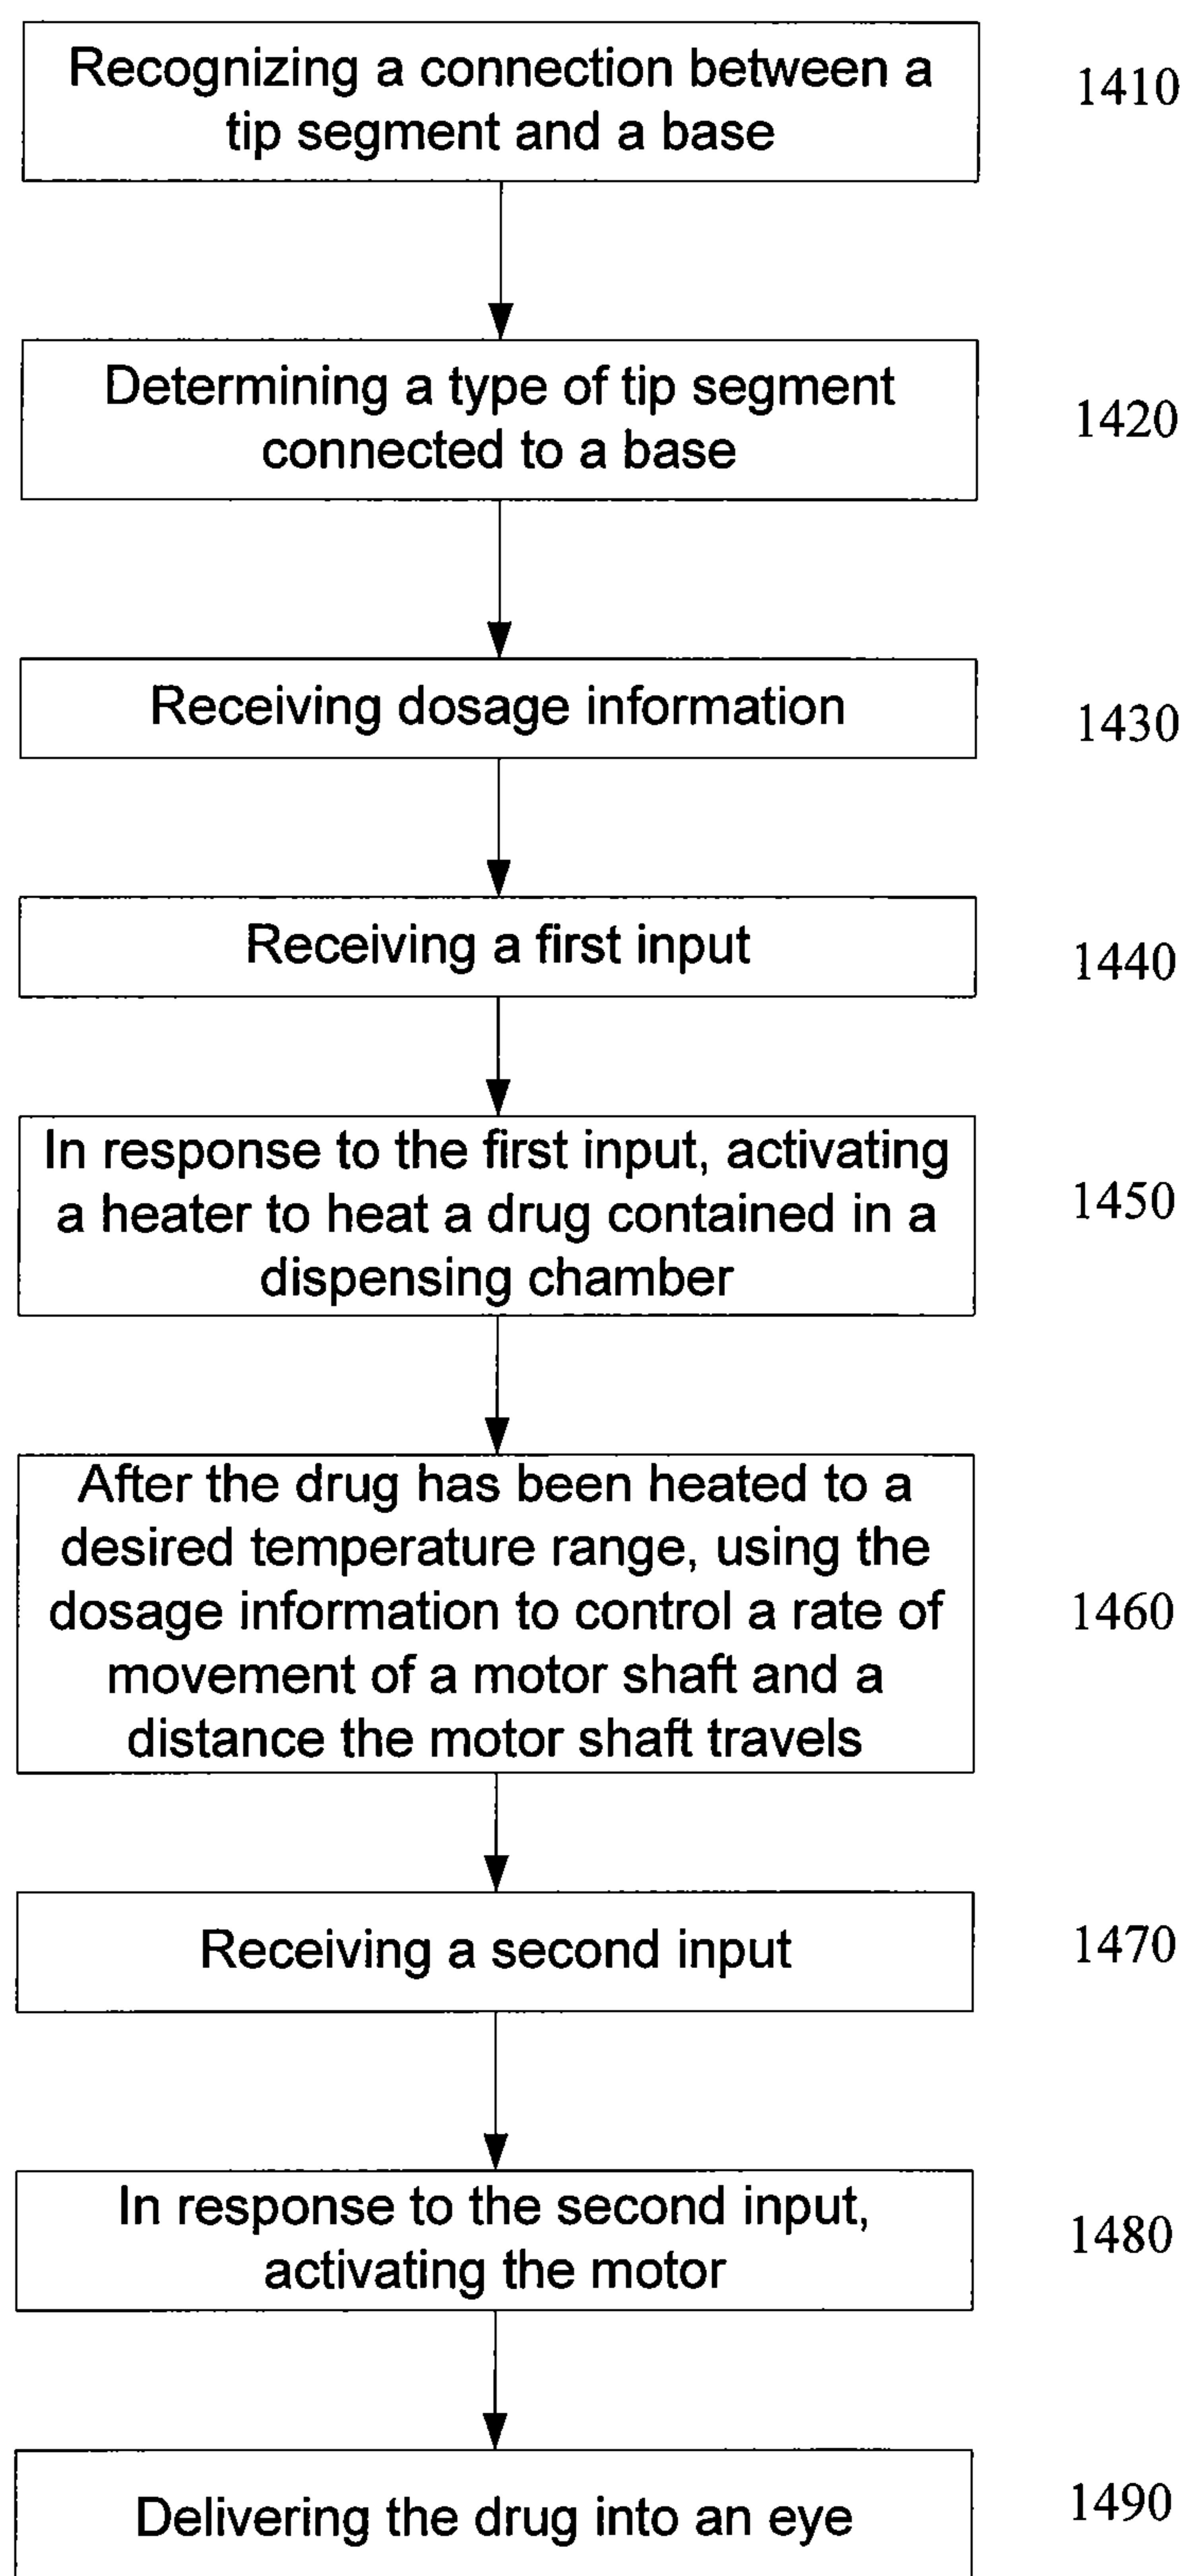 Recognizing a connection between a
tip segment and a base
1410
Determining a type of tip segment
connected to a base
1420
Receiving dosage information
1430
Receiving a first input
1440
In response to the first input, activating
a heater to heat a drug contained in a
dispensing chamber
1450
After the drug has been heated to a
desired temperature range, using the
dosage information to control a rate of
movement of a motor shaft and a
distance the motor shaft travels
1460
Receiving a second input
1470
In response to the second input,
activating the motor
1480
Delivering the drug into an eye
1490